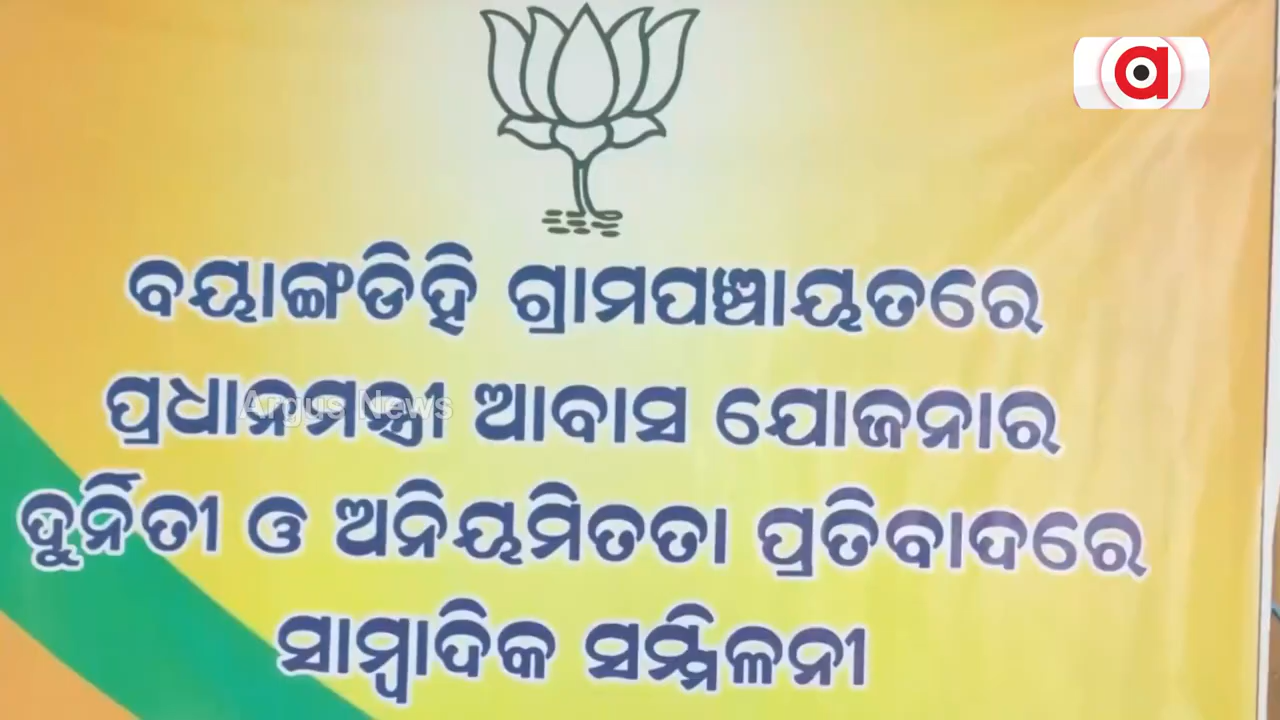 ବୟାଙ୍ଗଡିହି ଗ୍ରାମପଞ୍ଚାୟତରେ
ପ୍ରଧାନମନ୍ତ୍ରୀ ଆବାସ ଯୋଜନାର
Argus News
ଦୁର୍ନିତୀ ଓ ଅନିୟମିତତା ପ୍ରତିବାଦରେ
ସାମ୍ବାଦିକ ସମ୍ମିଳନୀ